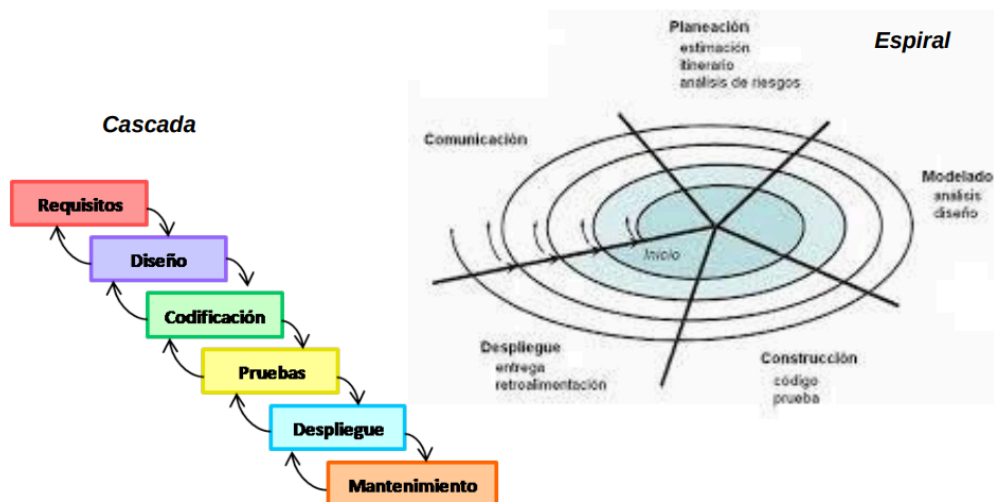 Cascada
Requisitos
Diseño
Codificación
Pruebas
Despliegue
Mantenimiento
Espiral
Planeación
estimación
itinerario
análisis de riesgos
Comunicación
Modelado
análisis
diseño
Inicio
Despliegue
entrega
retroalimentación
Construcción
código
prueba